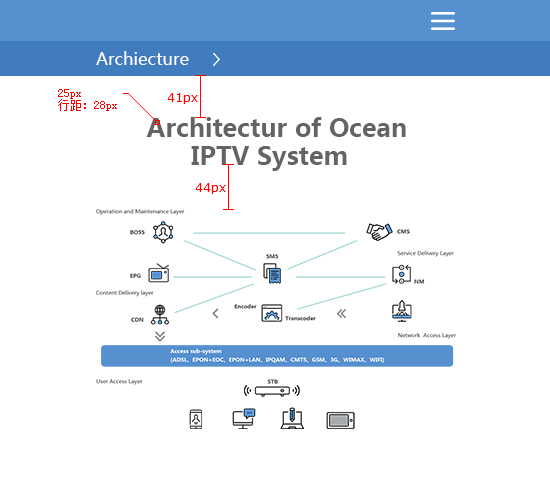 Archiecture
25px
行距：28px
41px
Architectur of Ocean
IPTV System
44px
Operation and Maintenance Layer
BOSS
CMS
SMS
Service Delivery Layer
EPG
NM
Content Delivery layer
Encoder
CDN
Transcoder
Network Access Layer
Access sub-system
(ADSL、EPON+EOC、EPON+LAN、IPQAM、CMTS、GSM、3G、WIMAX、WIFI)
User Access Layer
STB